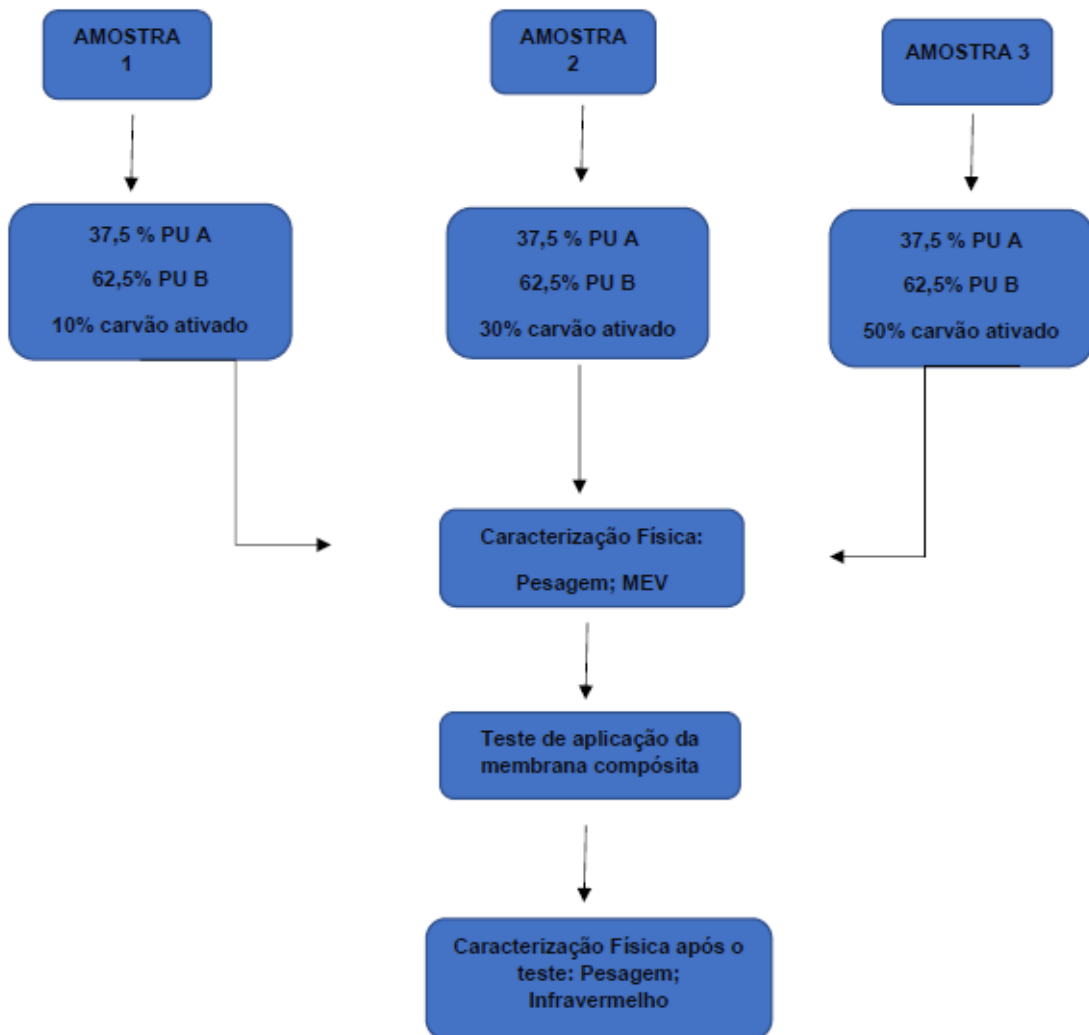 AMOSTRA
1
AMOSTRA
2
AMOSTRA 3
37,5 % PU A
62,5% PU B
10% carvão ativado
37,5 % PU A
62,5% PU B
30% carvão ativado
37,5 % PU A
62,5% PU B
50% carvão ativado
Caracterização Física:
Pesagem; MEV
Teste de aplicação da
membrana compósita
Caracterização Física após o
teste: Pesagem;
Infravermelho